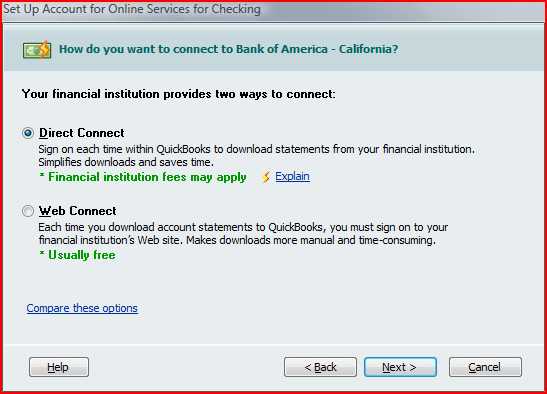 Set Up Account for Online Services for Checking
How do you want to connect to Bank of America - California?
Your financial institution provides two ways to connect:
Direct Connect
Sign on each time within QuickBooks to download statements from your financial institution.
Simplifies downloads and saves time.
* Financial institution fees may apply Explain
Web Connect
Each time you download account statements to QuickBooks, you must sign on to your
financial institution's Web site. Makes downloads more manual and time-consuming.
* Usually free
Compare these options
Help < Back Next > Cancel